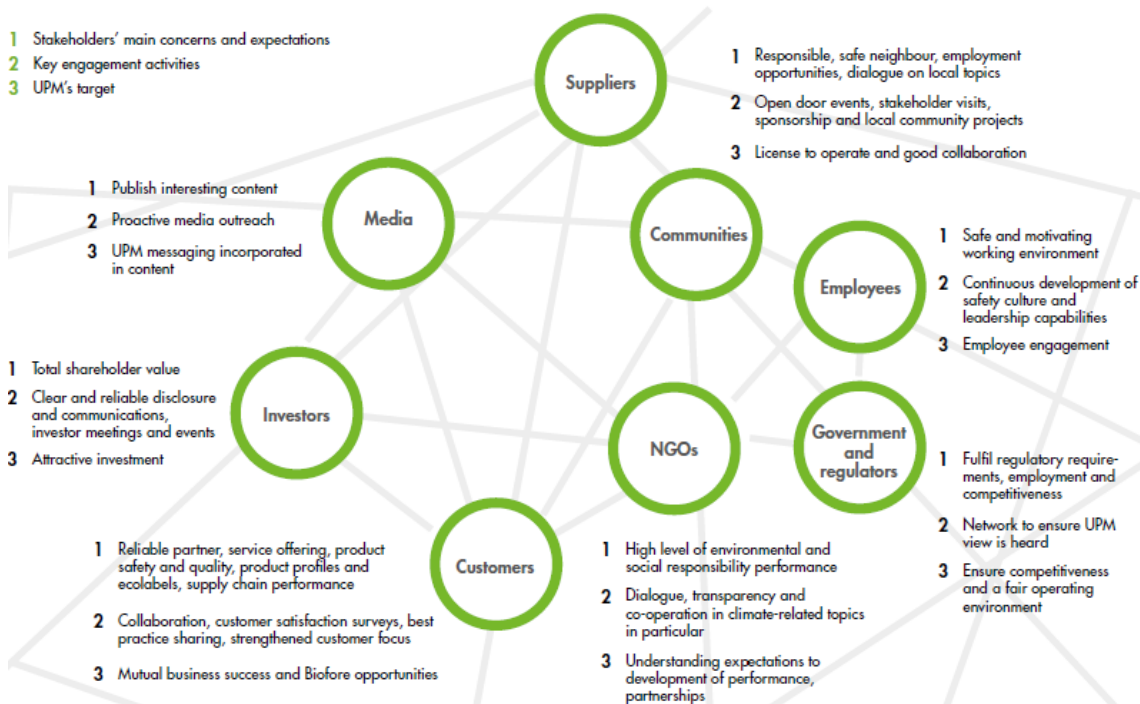 1 Stakeholders' main concerns and expectations
2 Key engagement activities
3 UPM's target
Suppliers
1 Responsible, safe neighbour, employment
opportunities, dialogue on local topics
2 Open door events, stakeholder visits,
sponsorship and local community projects
3 License to operate and good collaboration
1 Publish interesting content
2 Proactive media outreach
3 UPM messaging incorporated
in content
Media
Communities
Employees
1 Safe and motivating
working environment
2 Continuous development of
safety culture and
leadership capabilities
3 Employee engagement
1 Total shareholder value
2 Clear and reliable disclosure
and communications,
investor meetings and events
3 Attractive investment
Investors
NGOs
Government
and
regulators
1 Fulfil regulatory require-
ments, employment and
competitiveness
2 Network to ensure UPM
view is heard
3 Ensure competitiveness
and a fair operating
environment
1 Reliable partner, service offering, product
safety and quality, product profiles and
ecolabels, supply chain performance
2 Collaboration, customer satisfaction surveys, best
practice sharing, strengthened customer focus
3 Mutual business success and Biofore opportunities
Customers
1 High level of environmental and
social responsibility performance
2 Dialogue, transparency and
co-operation in climate-related topics
in particular
3 Understanding expectations to
development of performance,
partnerships